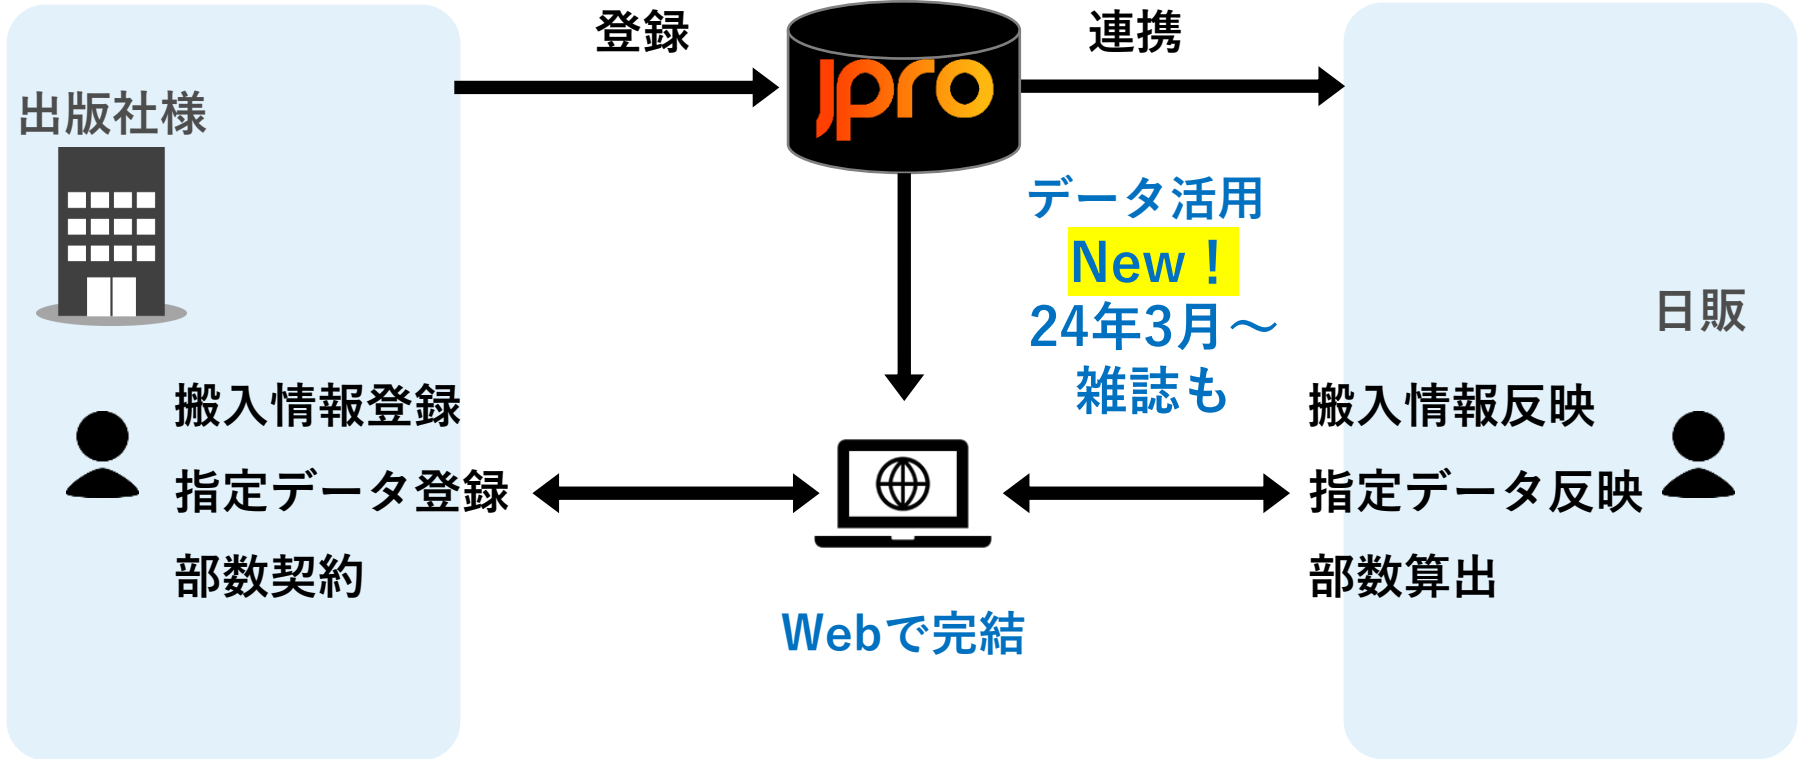 登録
連携
jpro
出版社様
データ活用
New！
24年3月～
雑誌も
日販
搬入情報登録
指定データ登録
部数契約
搬入情報反映
指定データ反映
部数算出
Webで完結